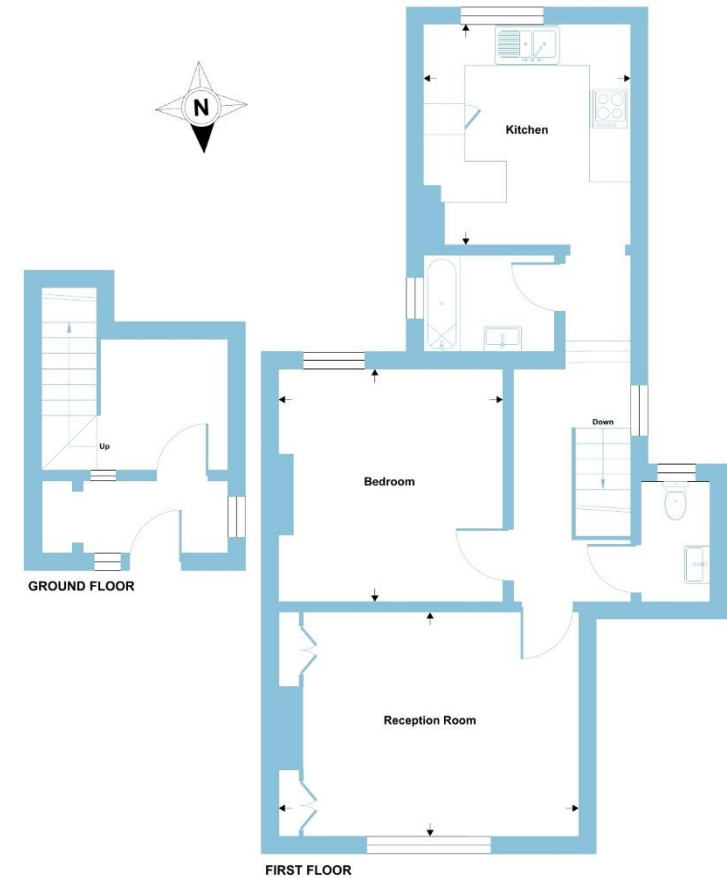 N
Kitchen
Up
GROUND FLOOR
Down
Bedroom
Reception Room
FIRST FLOOR